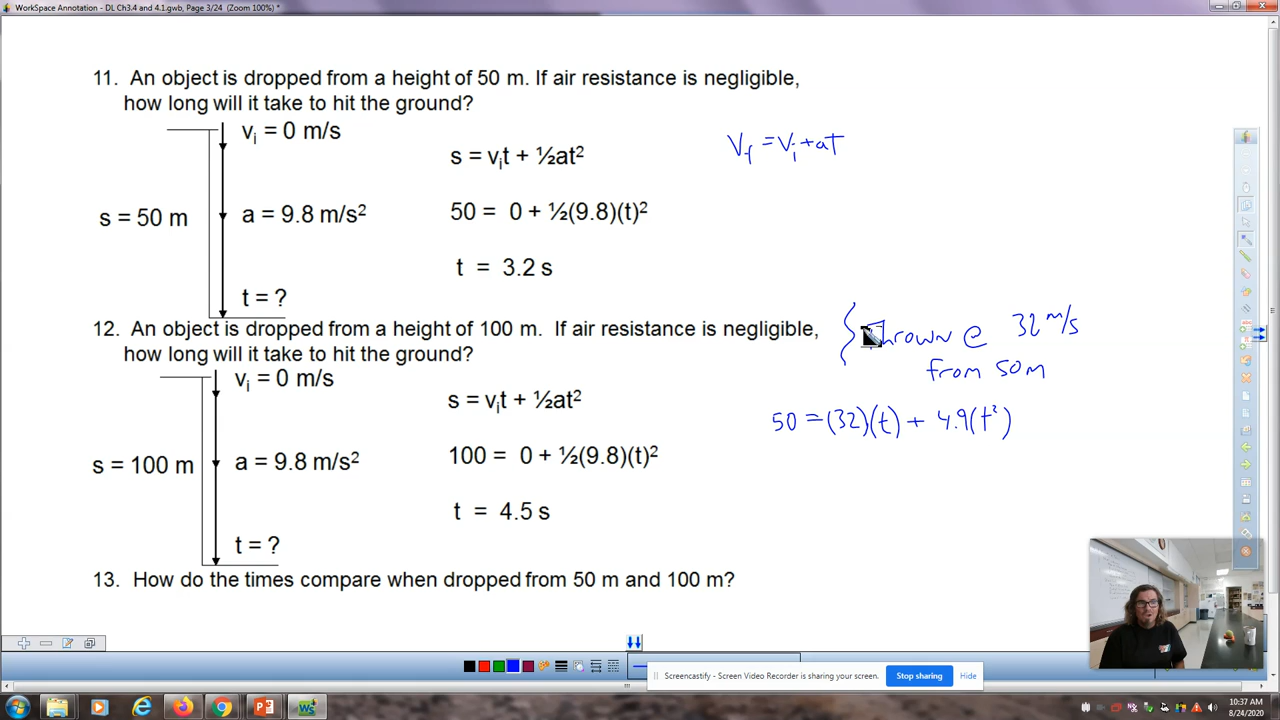 WorkSpace Annotation - DL Ch3.4 and 4.1.gwb, Page 3/24 (Zoom 100%) *
11. An object is dropped from a height of 50 m. If air resistance is negligible,
how long will it take to hit the ground?
vᵢ = 0 m/s
s = vᵢt + ½at²
V_f = V_i + aT
s = 50 m
a = 9.8 m/s²
50 = 0 + ½(9.8)(t)²
t = 3.2 s
t = ?
12. An object is dropped from a height of 100 m. If air resistance is negligible,
how long will it take to hit the ground?
Thrown @ 32 m/s
from 50m
vᵢ = 0 m/s
s = vᵢt + ½at²
50 = (32)(t) + 4.9(t²)
s = 100 m
a = 9.8 m/s²
100 = 0 + ½(9.8)(t)²
t = 4.5 s
t = ?
13. How do the times compare when dropped from 50 m and 100 m?
Screencastify - Screen Video Recorder is sharing your screen.
Stop sharing
Hide
10:37 AM
8/24/2020